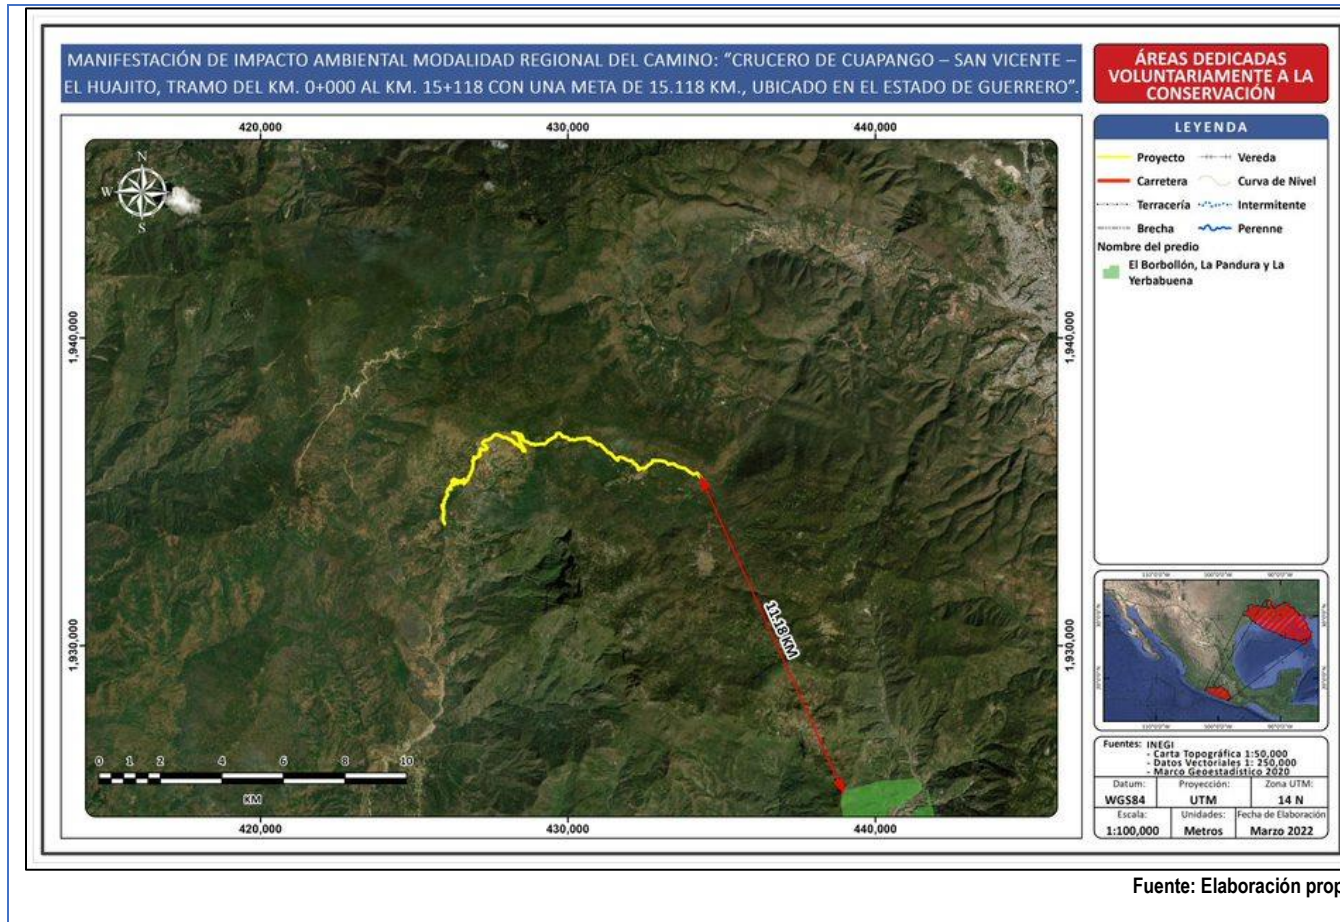 MANIFESTACIÓN DE IMPACTO AMBIENTAL MODALIDAD REGIONAL DEL CAMINO: "CRUCERO DE CUAPANGO – SAN VICENTE –
EL HUAJITO, TRAMO DEL KM. 0+000 AL KM. 15+118 CON UNA META DE 15.118 KM., UBICADO EN EL ESTADO DE GUERRERO".
ÁREAS DEDICADAS
VOLUNTARIAMENTE A LA
CONSERVACIÓN
420,000
430,000
440,000
N
W
S
1,940,000
1,940,000
1,930,000
1,930,000
11.18 KM
0 1 2 4 6 8 10
KM
420,000
430,000
440,000
LEYENDA
Proyecto
Vereda
Carretera
Curva de Nivel
Terracería
Intermitente
Brecha
Perenne
Nombre del predio
El Borbollón, La Pandura y La
Yerbabuena
Fuentes: INEGI
- Carta Topográfica 1:50,000
- Datos Vectoriales 1: 250,000
- Marco Geoestadístico 2020
Datum:
Proyección:
Zona UTM:
WGS84
UTM
14 N
Escala:
Unidades:
Fecha de Elaboración
1:100,000
Metros
Marzo 2022
Fuente: Elaboración prop